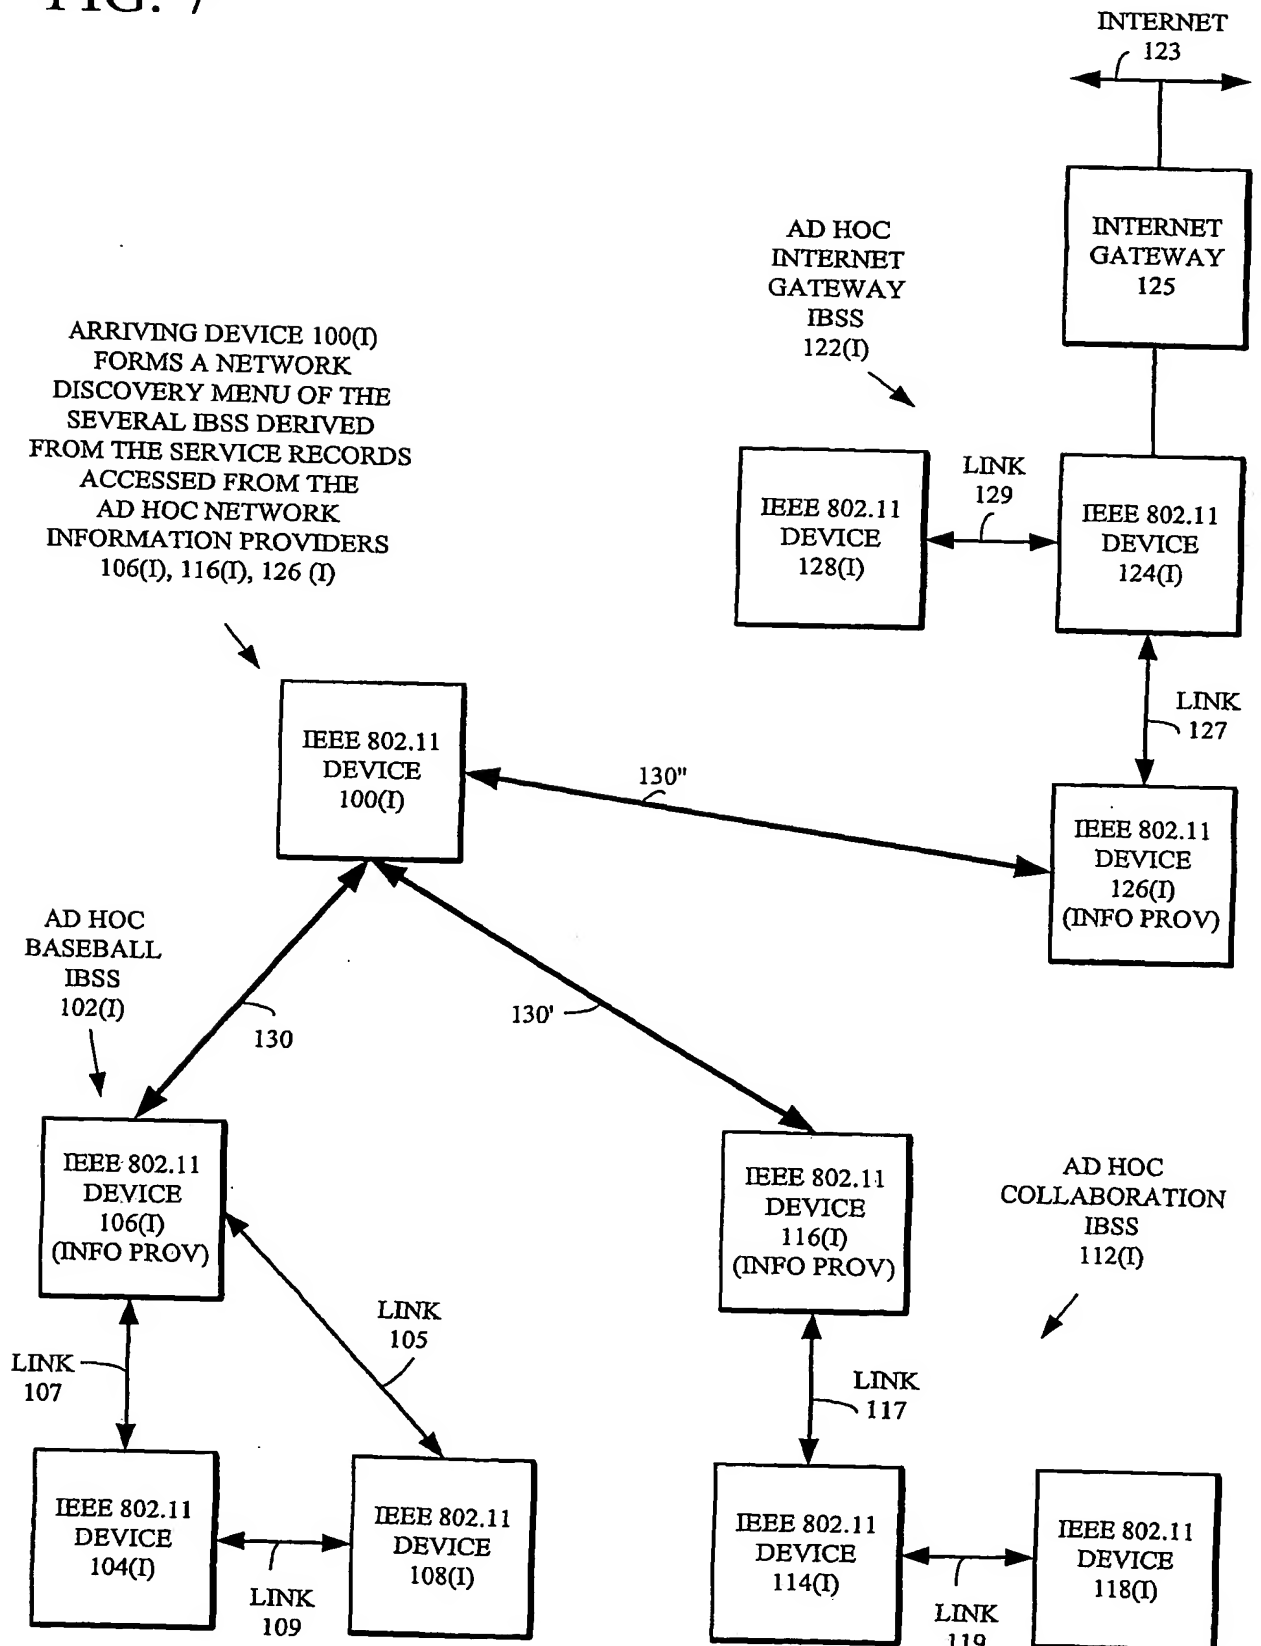 FIG. 7
INTERNET
123
INTERNET
GATEWAY
125
AD HOC
INTERNET
GATEWAY
IBSS
122(I)
ARRIVING DEVICE 100(I)
FORMS A NETWORK
DISCOVERY MENU OF THE
SEVERAL IBSS DERIVED
FROM THE SERVICE RECORDS
ACCESSED FROM THE
AD HOC NETWORK
INFORMATION PROVIDERS
106(I), 116(I), 126 (I)
IEEE 802.11
DEVICE
128(I)
LINK
129
IEEE 802.11
DEVICE
124(I)
LINK
127
IEEE 802.11
DEVICE
100(I)
130"
IEEE 802.11
DEVICE
126(I)
(INFO PROV)
AD HOC
BASEBALL
IBSS
102(I)
130
130'
IEEE 802.11
DEVICE
106(I)
(INFO PROV)
IEEE 802.11
DEVICE
116(I)
(INFO PROV)
AD HOC
COLLABORATION
IBSS
112(I)
LINK
105
LINK
107
LINK
117
IEEE 802.11
DEVICE
104(I)
LINK
109
IEEE 802.11
DEVICE
108(I)
IEEE 802.11
DEVICE
114(I)
LINK
119
IEEE 802.11
DEVICE
118(I)